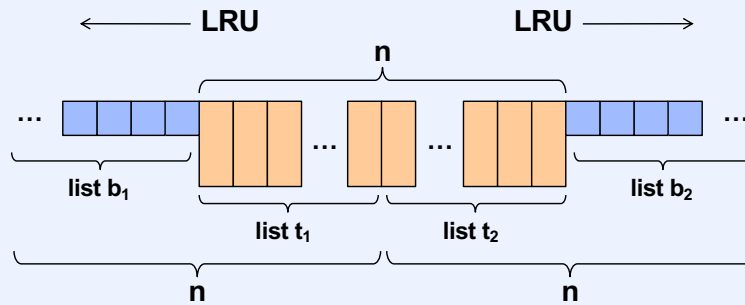 LRU LRU
n
... ... ... ...
list b₁ list b₂
list t₁ list t₂
n n